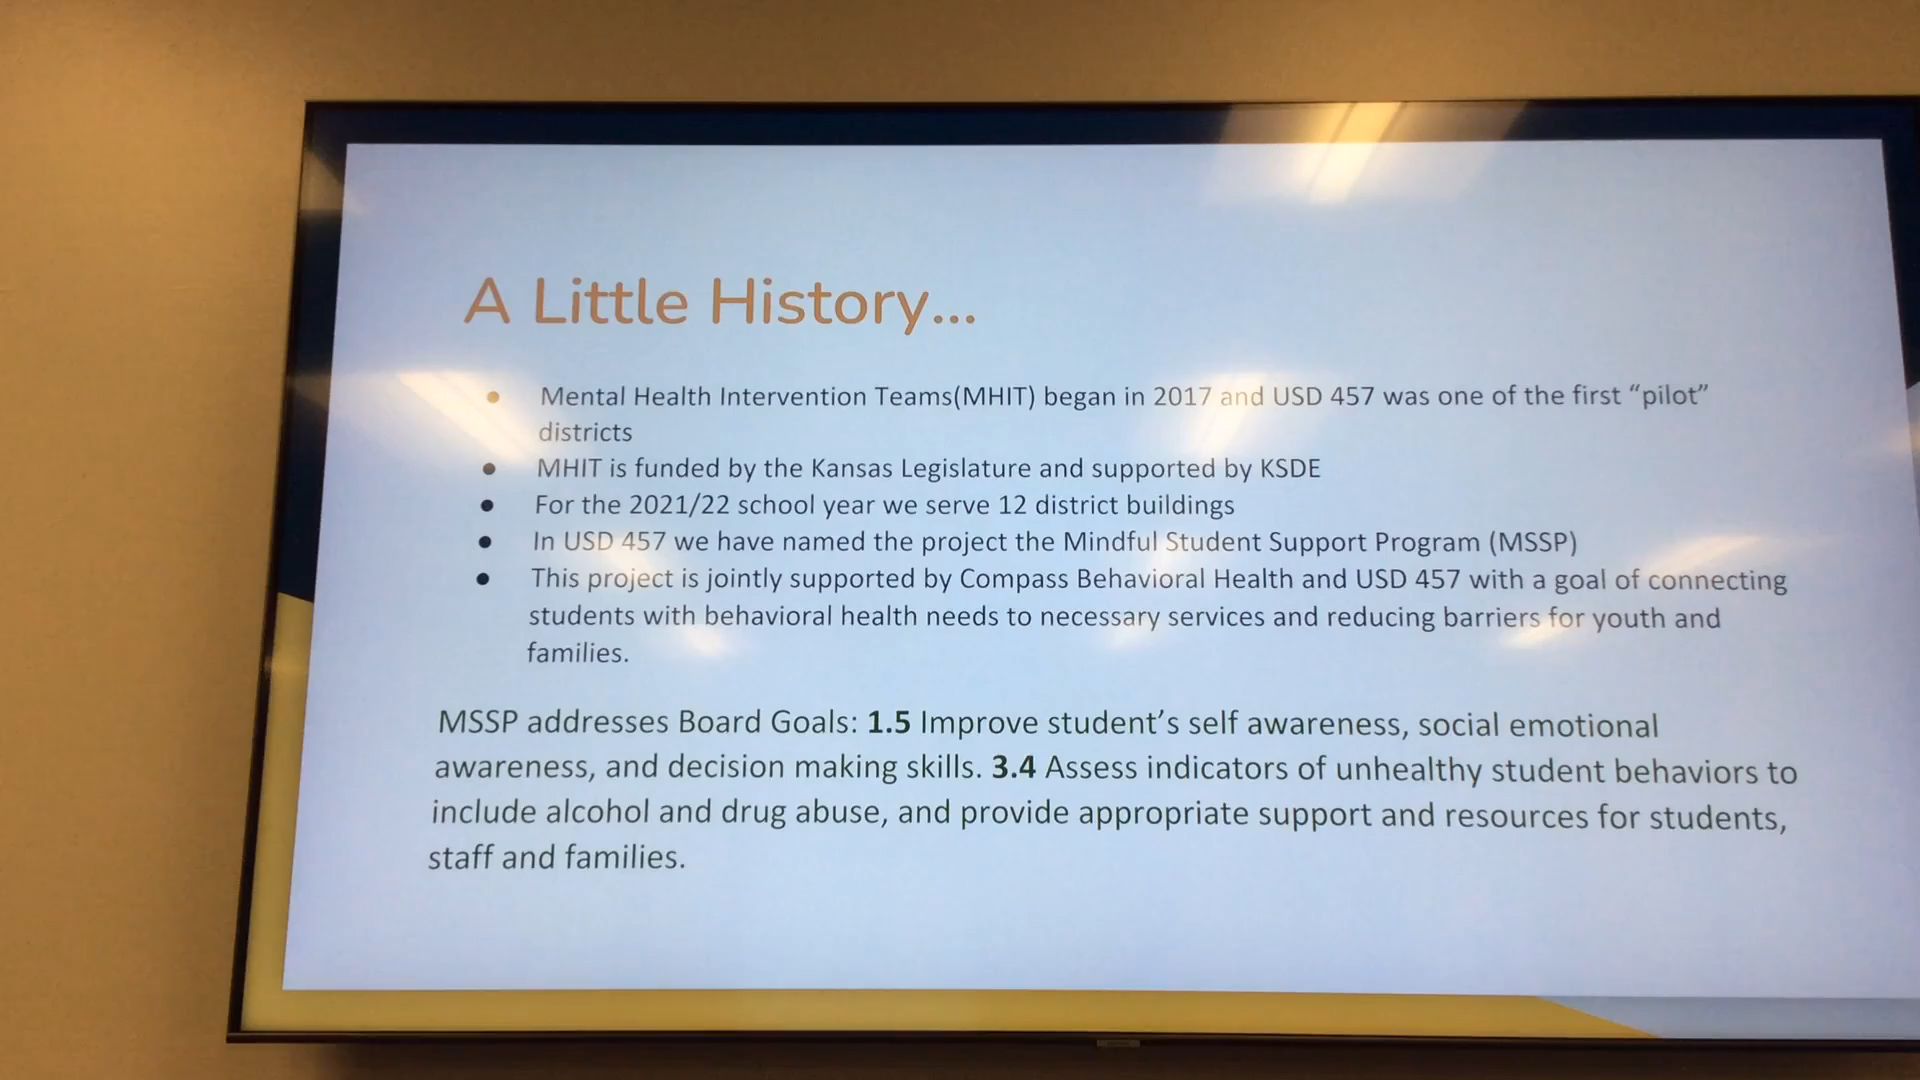 A Little History...
● Mental Health Intervention Teams(MHIT) began in 2017 and USD 457 was one of the first “pilot”
districts
● MHIT is funded by the Kansas Legislature and supported by KSDE
● For the 2021/22 school year we serve 12 district buildings
● In USD 457 we have named the project the Mindful Student Support Program (MSSP)
● This project is jointly supported by Compass Behavioral Health and USD 457 with a goal of connecting
students with behavioral health needs to necessary services and reducing barriers for youth and
families.
MSSP addresses Board Goals: 1.5 Improve student’s self awareness, social emotional
awareness, and decision making skills. 3.4 Assess indicators of unhealthy student behaviors to
include alcohol and drug abuse, and provide appropriate support and resources for students,
staff and families.